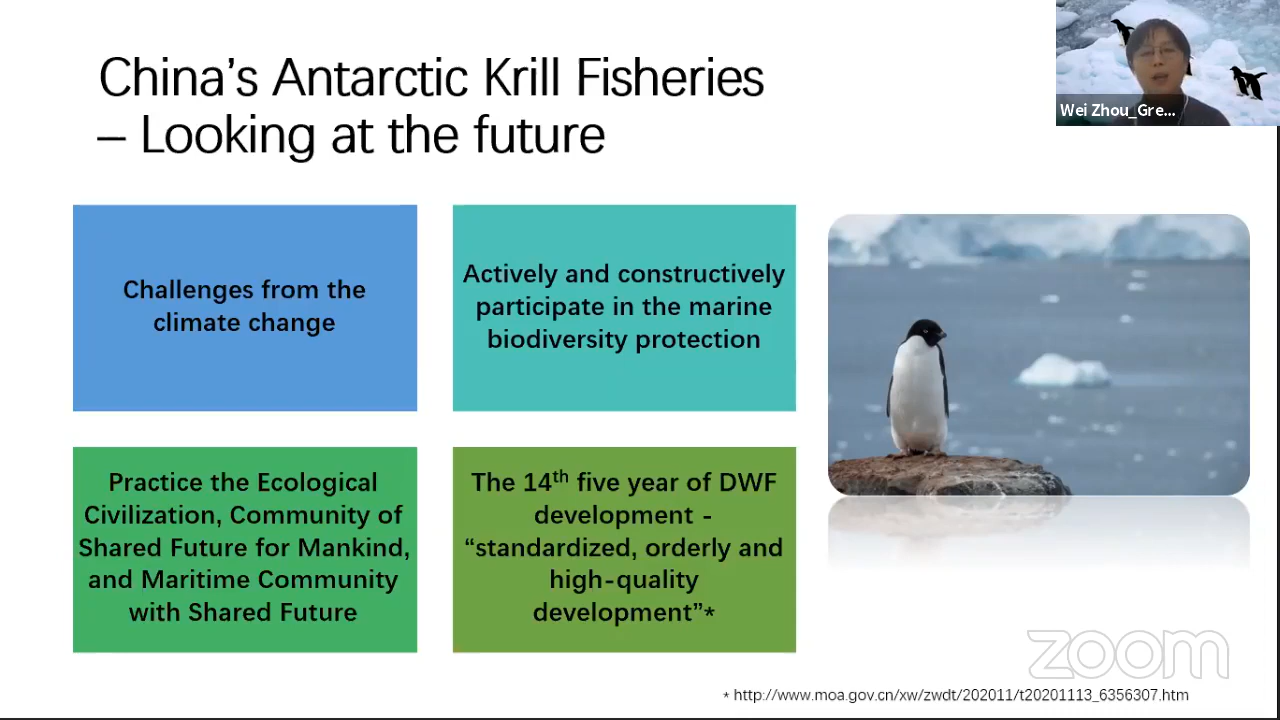 China's Antarctic Krill Fisheries
– Looking at the future
Wei Zhou_Gre...
Challenges from the
climate change
Actively and constructively
participate in the marine
biodiversity protection
Practice the Ecological
Civilization, Community of
Shared Future for Mankind,
and Maritime Community
with Shared Future
The 14th five year of DWF
development -
“standardized, orderly and
high-quality
development”*
zoom
* http://www.moa.gov.cn/xw/zwdt/202011/t20201113_6356307.htm